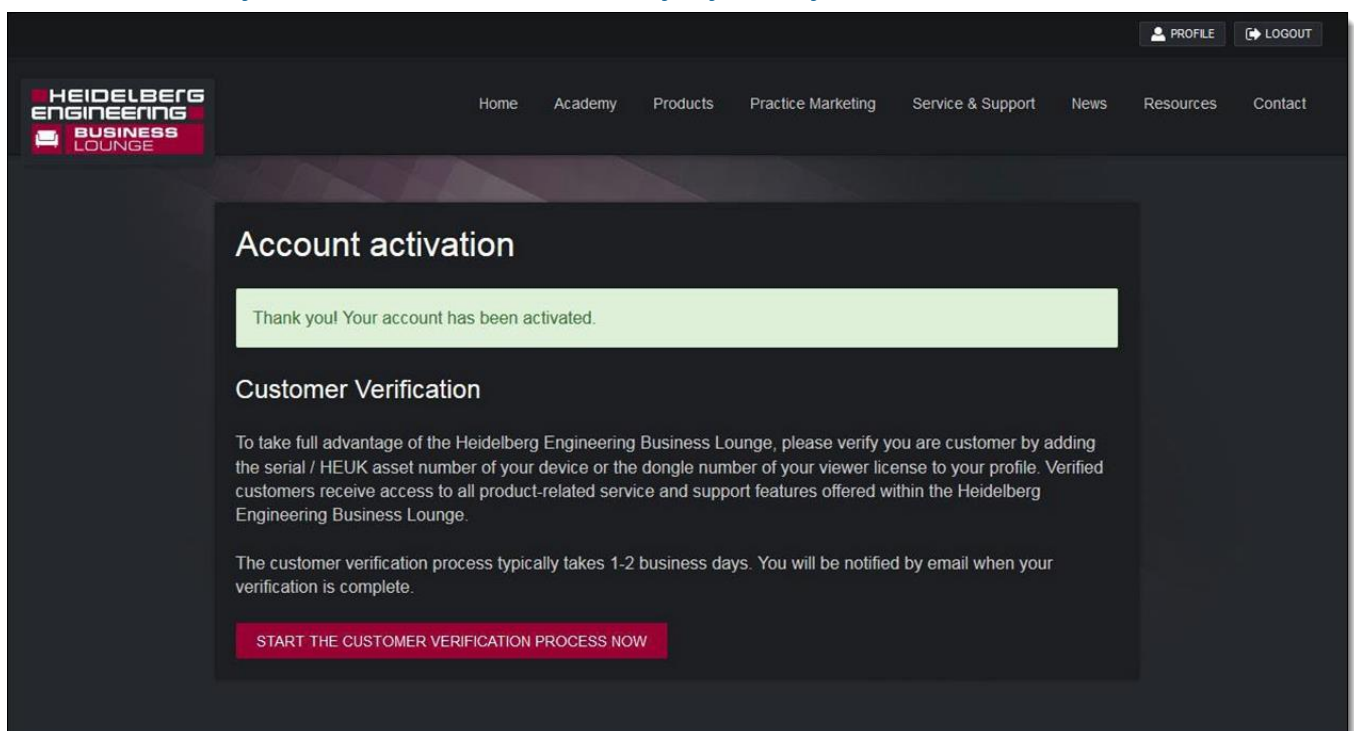 PROFILE LOGOUT
HEIDELBERG
ENGINEERING
BUSINESS
LOUNGE
Home Academy Products Practice Marketing Service & Support News Resources Contact
Account activation
Thank you! Your account has been activated.
Customer Verification
To take full advantage of the Heidelberg Engineering Business Lounge, please verify you are customer by adding
the serial / HEUK asset number of your device or the dongle number of your viewer license to your profile. Verified
customers receive access to all product-related service and support features offered within the Heidelberg
Engineering Business Lounge.
The customer verification process typically takes 1-2 business days. You will be notified by email when your
verification is complete.
START THE CUSTOMER VERIFICATION PROCESS NOW